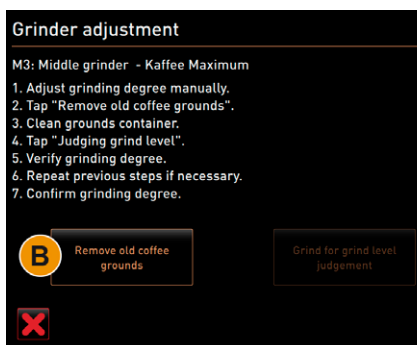 Grinder adjustment
M3: Middle grinder - Kaffee Maximum
1. Adjust grinding degree manually.
2. Tap "Remove old coffee grounds".
3. Clean grounds container.
4. Tap "Judging grind level".
5. Verify grinding degree.
6. Repeat previous steps if necessary.
7. Confirm grinding degree.
B
Remove old coffee
grounds
Grind for grind level
judgement